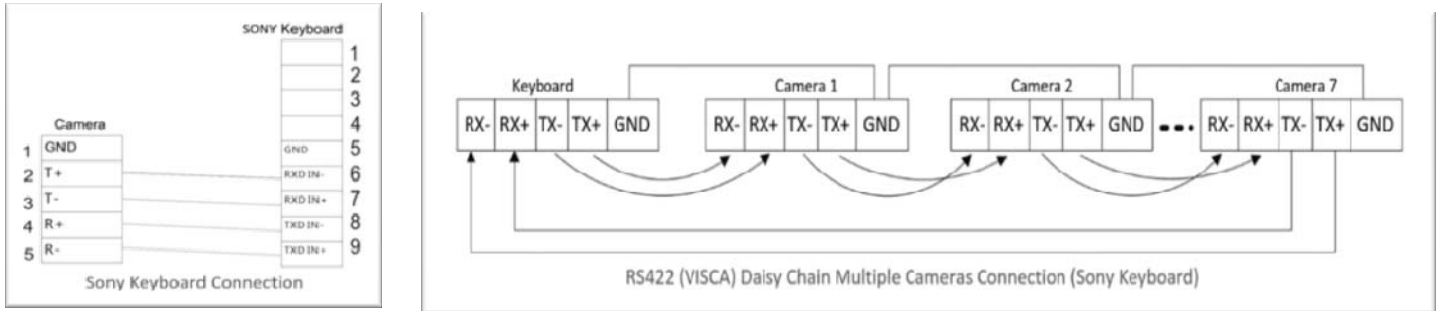 SONY Keyboard
1
2
3
4
GND 5
RXD IN- 6
RXD IN+ 7
TXD IN- 8
TXD IN+ 9
Camera
1 GND
2 T+
3 T-
4 R+
5 R-
Sony Keyboard Connection
Keyboard Camera 1 Camera 2 Camera 7
RX- RX+ TX- TX+ GND RX- RX+ TX- TX+ GND RX- RX+ TX- TX+ GND RX- RX+ TX- TX+ GND
RS422 (VISCA) Daisy Chain Multiple Cameras Connection (Sony Keyboard)